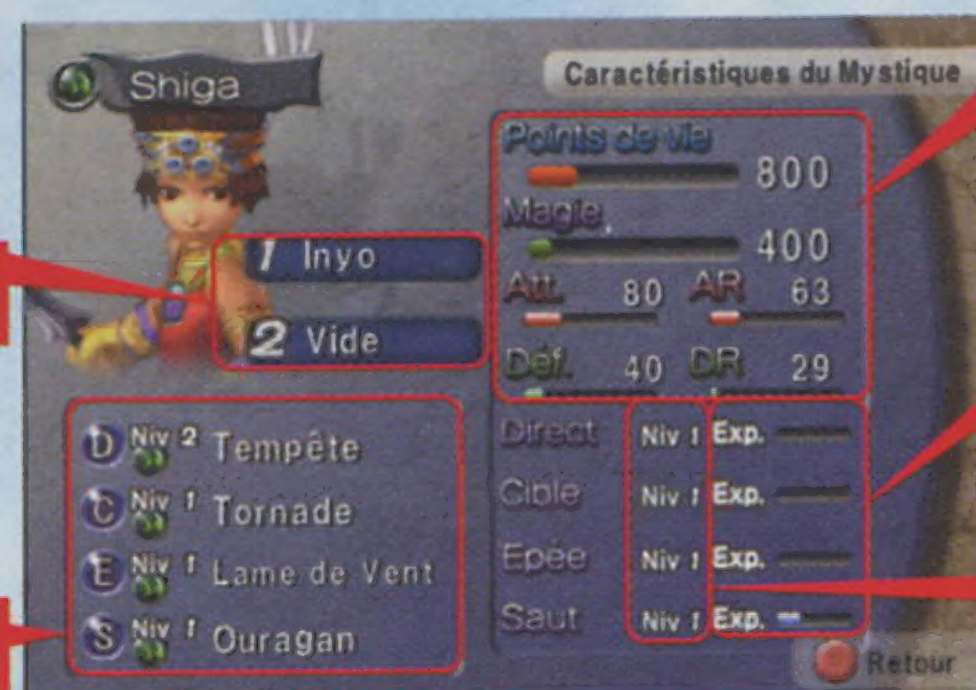 Shiga
Caractéristiques du Mystique
1 Inyo
2 Vide
Points de vie
800
Magie
400
Att. 80 AR 63
Déf. 40 DR 29
D Niv 2 Tempête
C Niv 1 Tornade
E Niv 1 Lame de Vent
S Niv 1 Ouragan
Direct Niv 1 Exp.
Cible Niv 1 Exp.
Epée Niv 1 Exp.
Saut Niv 1 Exp.
Retour